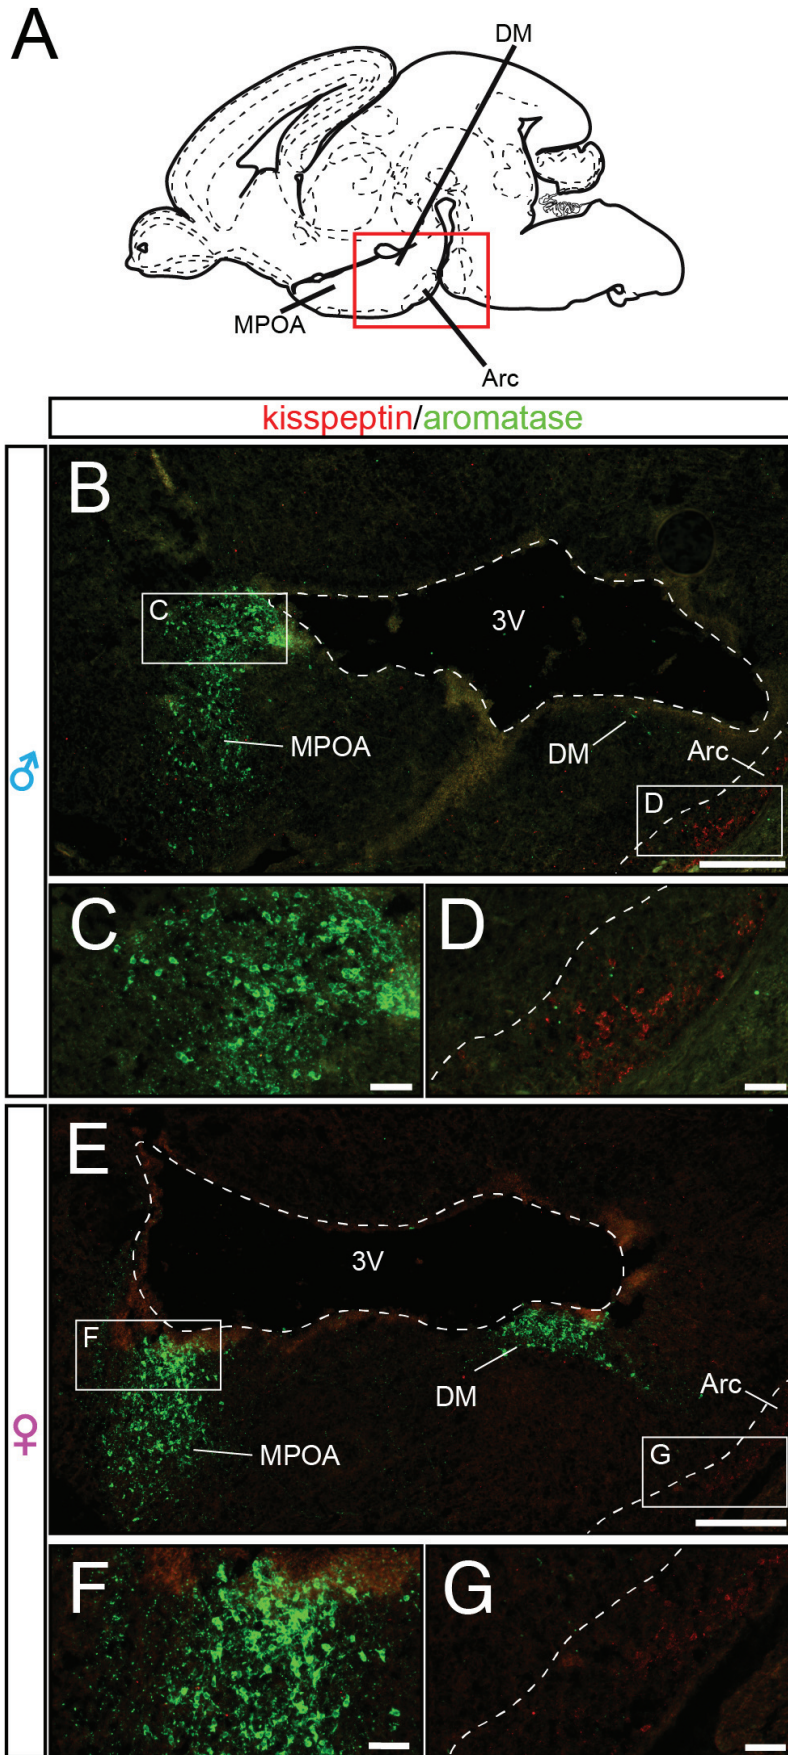 A
DM
MPOA
Arc
kisspeptin/aromatase
♂
B
C
3V
MPOA
DM
Arc
D
C
D
♀
E
3V
F
DM
Arc
MPOA
G
F
G